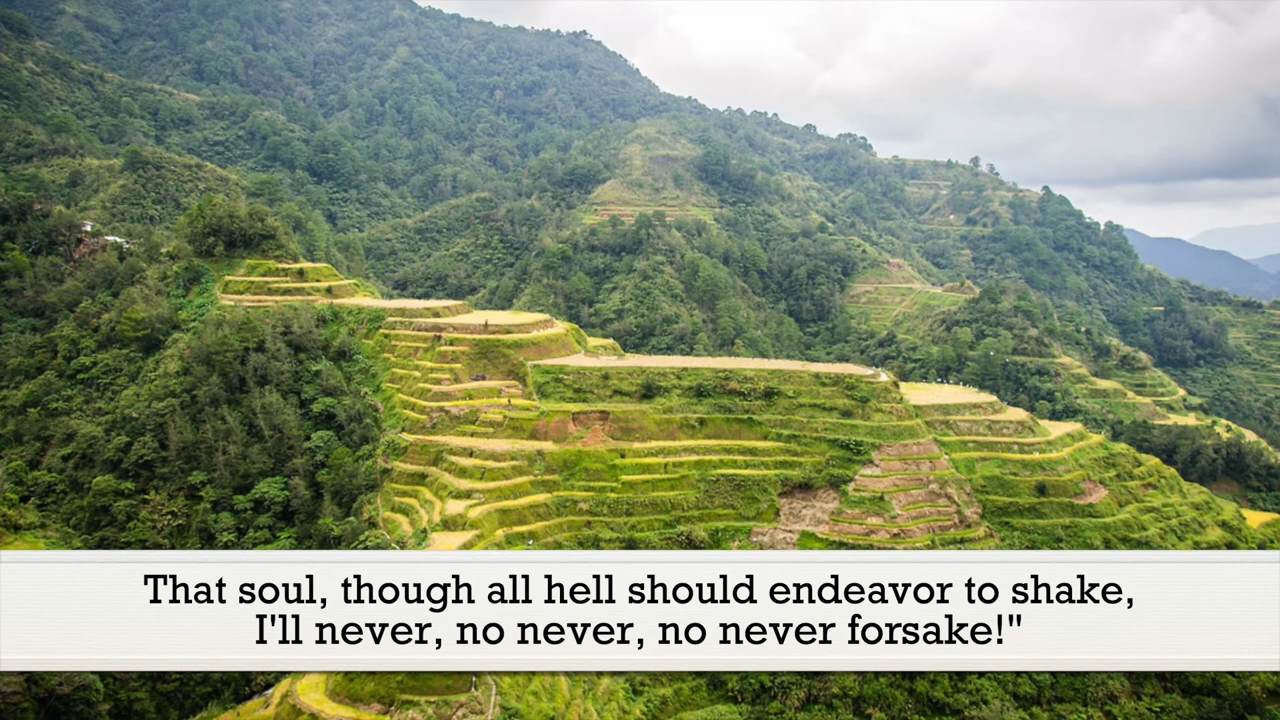 That soul, though all hell should endeavor to shake,
I'll never, no never, no never forsake!"